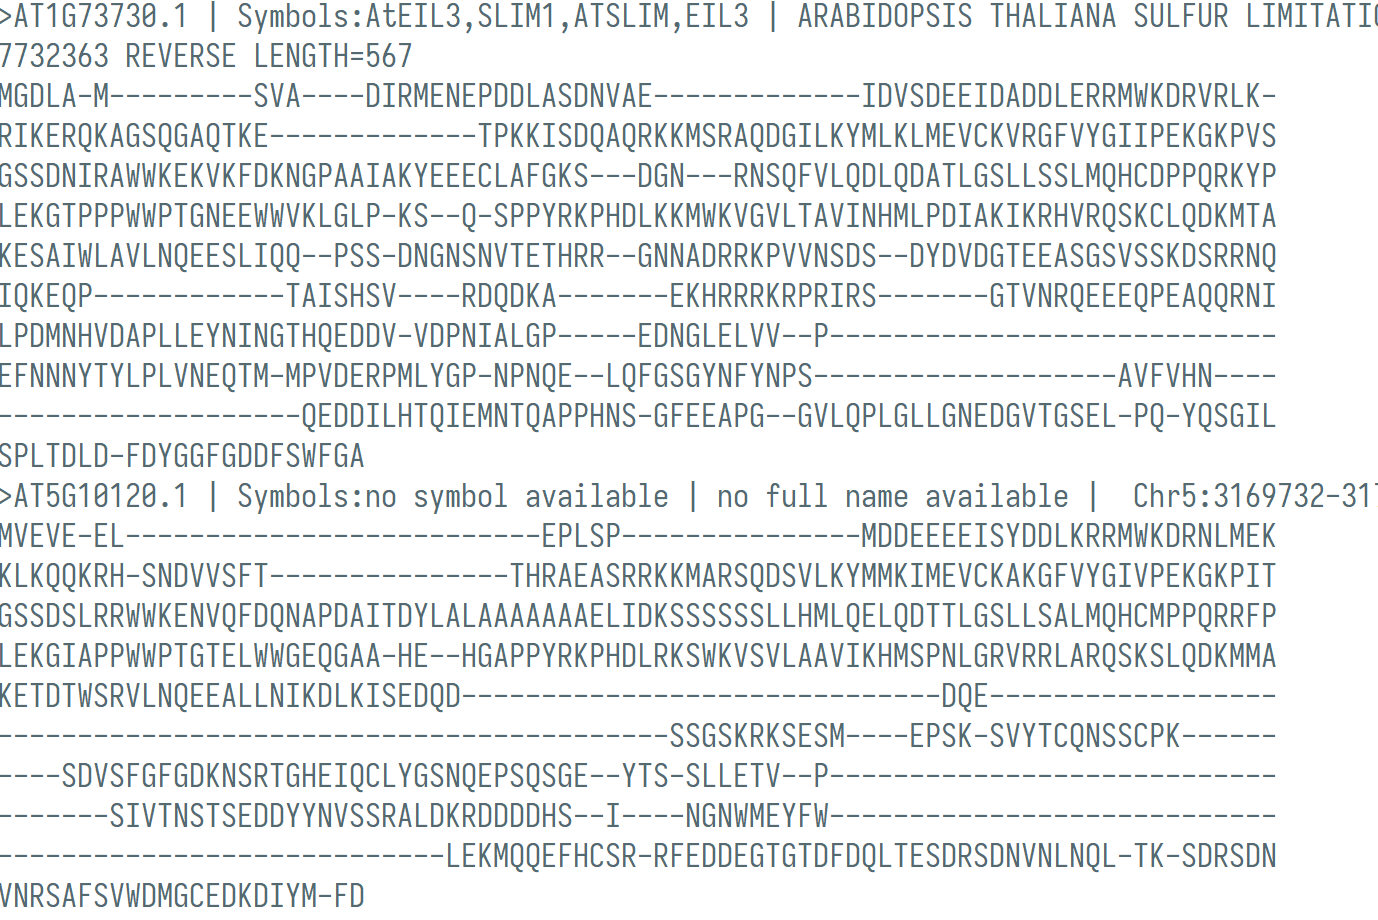 >AT1G73730.1 | Symbols:AtEIL3,SLIM1,ATSLIM,EIL3 | ARABIDOPSIS THALIANA SULFUR LIMITATIO
7732363 REVERSE LENGTH=567
MGDLA-M---------SVA----DIRMENEPDDLASDNVAE-------------IDVSDEEIDADDLERRMWKDRVRLK-
RIKERQKAGSQGAQTKE-------------TPKKISDQAQRKKMSRAQDGILKYMLKLMEVCKVRGFVYGIIPEKGKPVS
GSSDNIRAWWKEKVKFDKNGPAAIAKYEEECLAFGKS---DGN---RNSQFVLQDLQDATLGSLLSSLMQHCDPPQRKYP
LEKGTPPPWWPTGNEEWWVKLGLP-KS--Q-SPPYRKPHDLKKMWKVGVLTAVINHMLPDIAKIKRHVRQSKCLQDKMTA
KESAIWLAVLNQEESLIQQ--PSS-DNGNSNVTETHRR--GNNADRRKPVVNSDS--DYDVDGTEEASGSVSSKDSRRNQ
IQKEQP------------TAISHSV----RDQDKA-------EKHRRRKRPRIRS-------GTVNRQEEEQPEAQQRNI
LPDMNHVDAPLLEYNINGTHQEDDV-VDPNIALGP-----EDNGLELVV--P----------------------------
EFNNNYTYLPLVNEQTM-MPVDERPMLYGP-NPNQE--LQFGSGYNFYNPS-------------------AVFVHN----
-------------------QEDDILHTQIEMNTQAPPHNS-GFEEAPG--GVLQPLGLLGNEDGVTGSEL-PQ-YQSGIL
SPLTDLD-FDYGGFGDDFSWFGA
>AT5G10120.1 | Symbols:no symbol available | no full name available |  Chr5:3169732-317
MVEVE-EL--------------------------EPLSP---------------MDDEEEEISYDDLKRRMWKDRNLMEK
KLKQQKRH-SNDVVSFT---------------THRAEASRRKKMARSQDSVLKYMMKIMEVCKAKGFVYGIVPEKGKPIT
GSSDSLRRWWKENVQFDQNAPDAITDYLALAAAAAAAELIDKSSSSSSLLHMLQELQDTTLGSLLSALMQHCMPPQRRFP
LEKGIAPPWWPTGTELWWGEQGAA-HE--HGAPPYRKPHDLRKSWKVSVLAAVIKHMSPNLGRVRRLARQSKSLQDKMMA
KETDTWSRVLNQEEALLNIKDLKISEDQD------------------------------DQE------------------
------------------------------------------SSGSKRKSESM----EPSK-SVYTCQNSSCPK------
----SDVSFGFGDKNSRTGHEIQCLYGSNQEPSQSGE--YTS-SLLETV--P----------------------------
-------SIVTNSTSEDDYYNVSSRALDKRDDDDHS--I----NGNWMEYFW----------------------------
----------------------------LEKMQQEFHCSR-RFEDDEGTGTDFDQLTESDRSDNVNLNQL-TK-SDRSDN
VNRSAFSVWDMGCEDKDIYM-FD